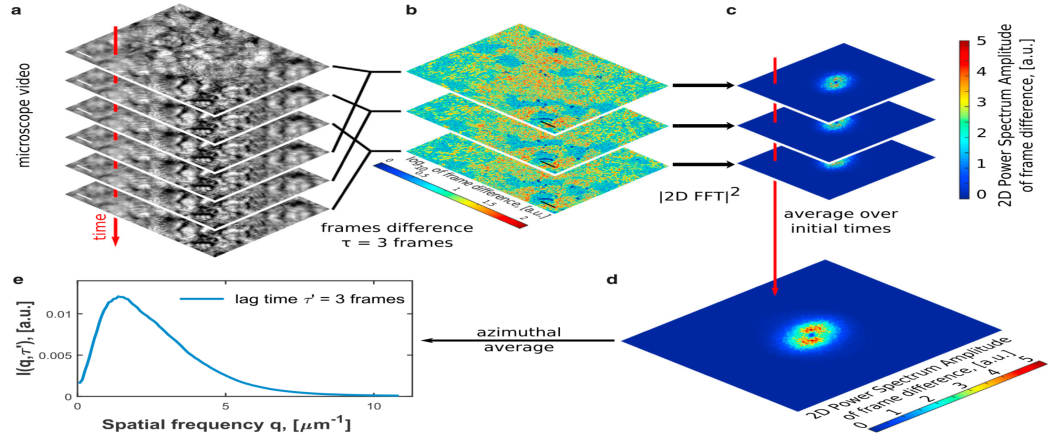 a
b
c
microscope video
time
frames difference
τ = 3 frames
log₁₀ of frame difference, [a.u.]
0
0.5
1
1.5
2
|2D FFT|²
average over
initial times
5
4
3
2
1
0
2D Power Spectrum Amplitude
of frame difference, [a.u.]
d
2D Power Spectrum Amplitude
of frame difference, [a.u.]
0
1
2
3
4
5
azimuthal
average
e
lag time τ' = 3 frames
I(q,τ'), [a.u.]
0.01
0.005
0
0
5
10
Spatial frequency q, [μm⁻¹]